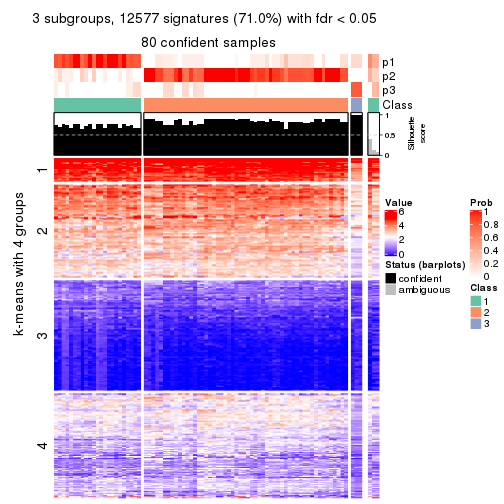 3 subgroups, 12577 signatures (71.0%) with fdr < 0.05
80 confident samples
p1
p2
p3
Class
1
0.5
0
Silhouette
score
k-means with 4 groups
1
2
3
4
Value
6
4
2
0
Status (barplots)
confident
ambiguous
Prob
1
0.8
0.6
0.4
0.2
0
Class
1
2
3